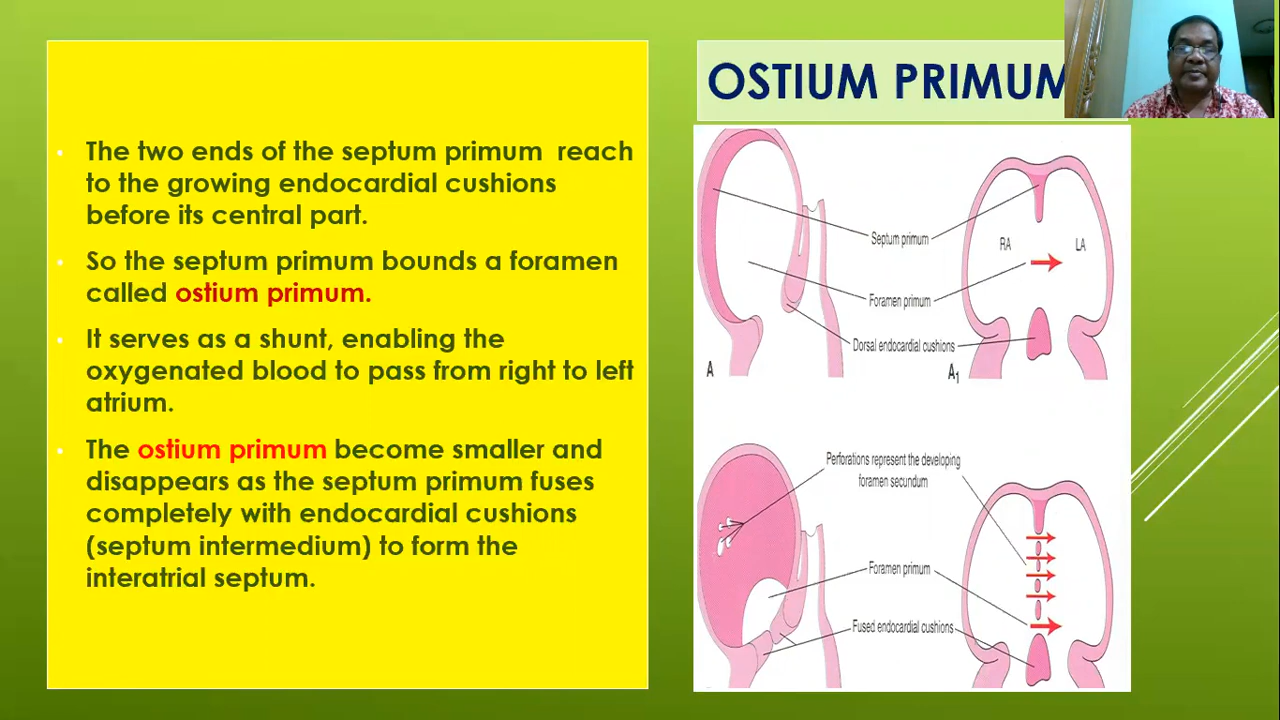 OSTIUM PRIMUM
The two ends of the septum primum reach
to the growing endocardial cushions
before its central part.
So the septum primum bounds a foramen
called ostium primum.
It serves as a shunt, enabling the
oxygenated blood to pass from right to left
atrium.
The ostium primum become smaller and
disappears as the septum primum fuses
completely with endocardial cushions
(septum intermedium) to form the
interatrial septum.
Septum primum
RA
LA
Foramen primum
Dorsal endocardial cushions
A
A1
Perforations represent the developing
foramen secundum
Foramen primum
Fused endocardial cushions